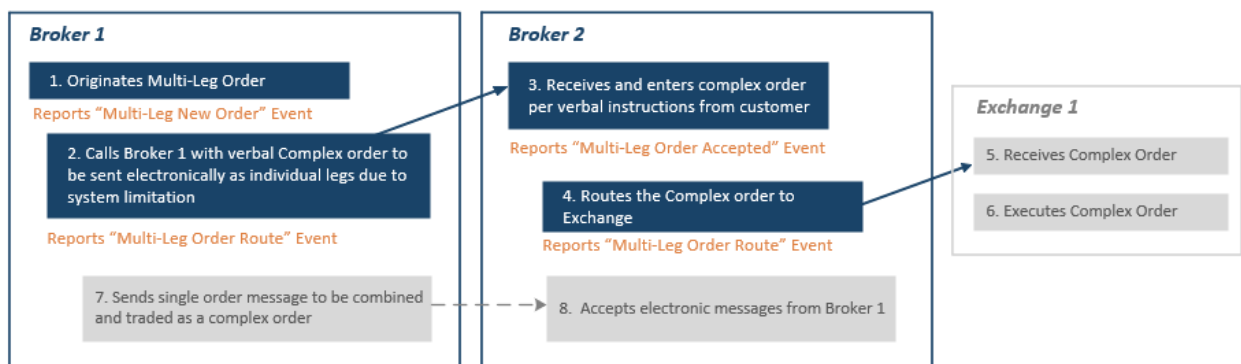 Broker 1
1. Originates Multi-Leg Order
Reports “Multi-Leg New Order” Event
2. Calls Broker 1 with verbal Complex order to
be sent electronically as individual legs due to
system limitation
Reports “Multi-Leg Order Route” Event
7. Sends single order message to be combined
and traded as a complex order
Broker 2
3. Receives and enters complex order
per verbal instructions from customer
Reports “Multi-Leg Order Accepted” Event
4. Routes the Complex order to
Exchange
Reports “Multi-Leg Order Route” Event
8. Accepts electronic messages from Broker 1
Exchange 1
5. Receives Complex Order
6. Executes Complex Order